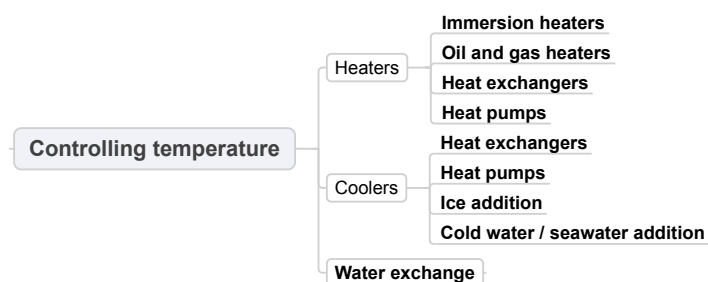 Controlling temperature
Heaters
Immersion heaters
Oil and gas heaters
Heat exchangers
Heat pumps
Coolers
Heat exchangers
Heat pumps
Ice addition
Cold water / seawater addition
Water exchange